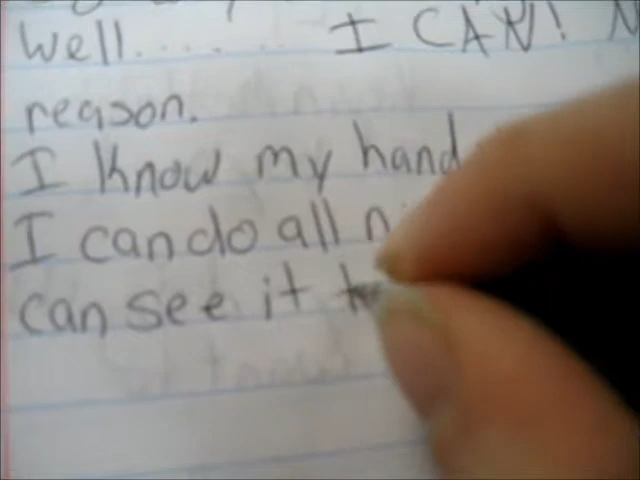 Well..... I CAN!
reason.
I know my hand
I can do all
can see it